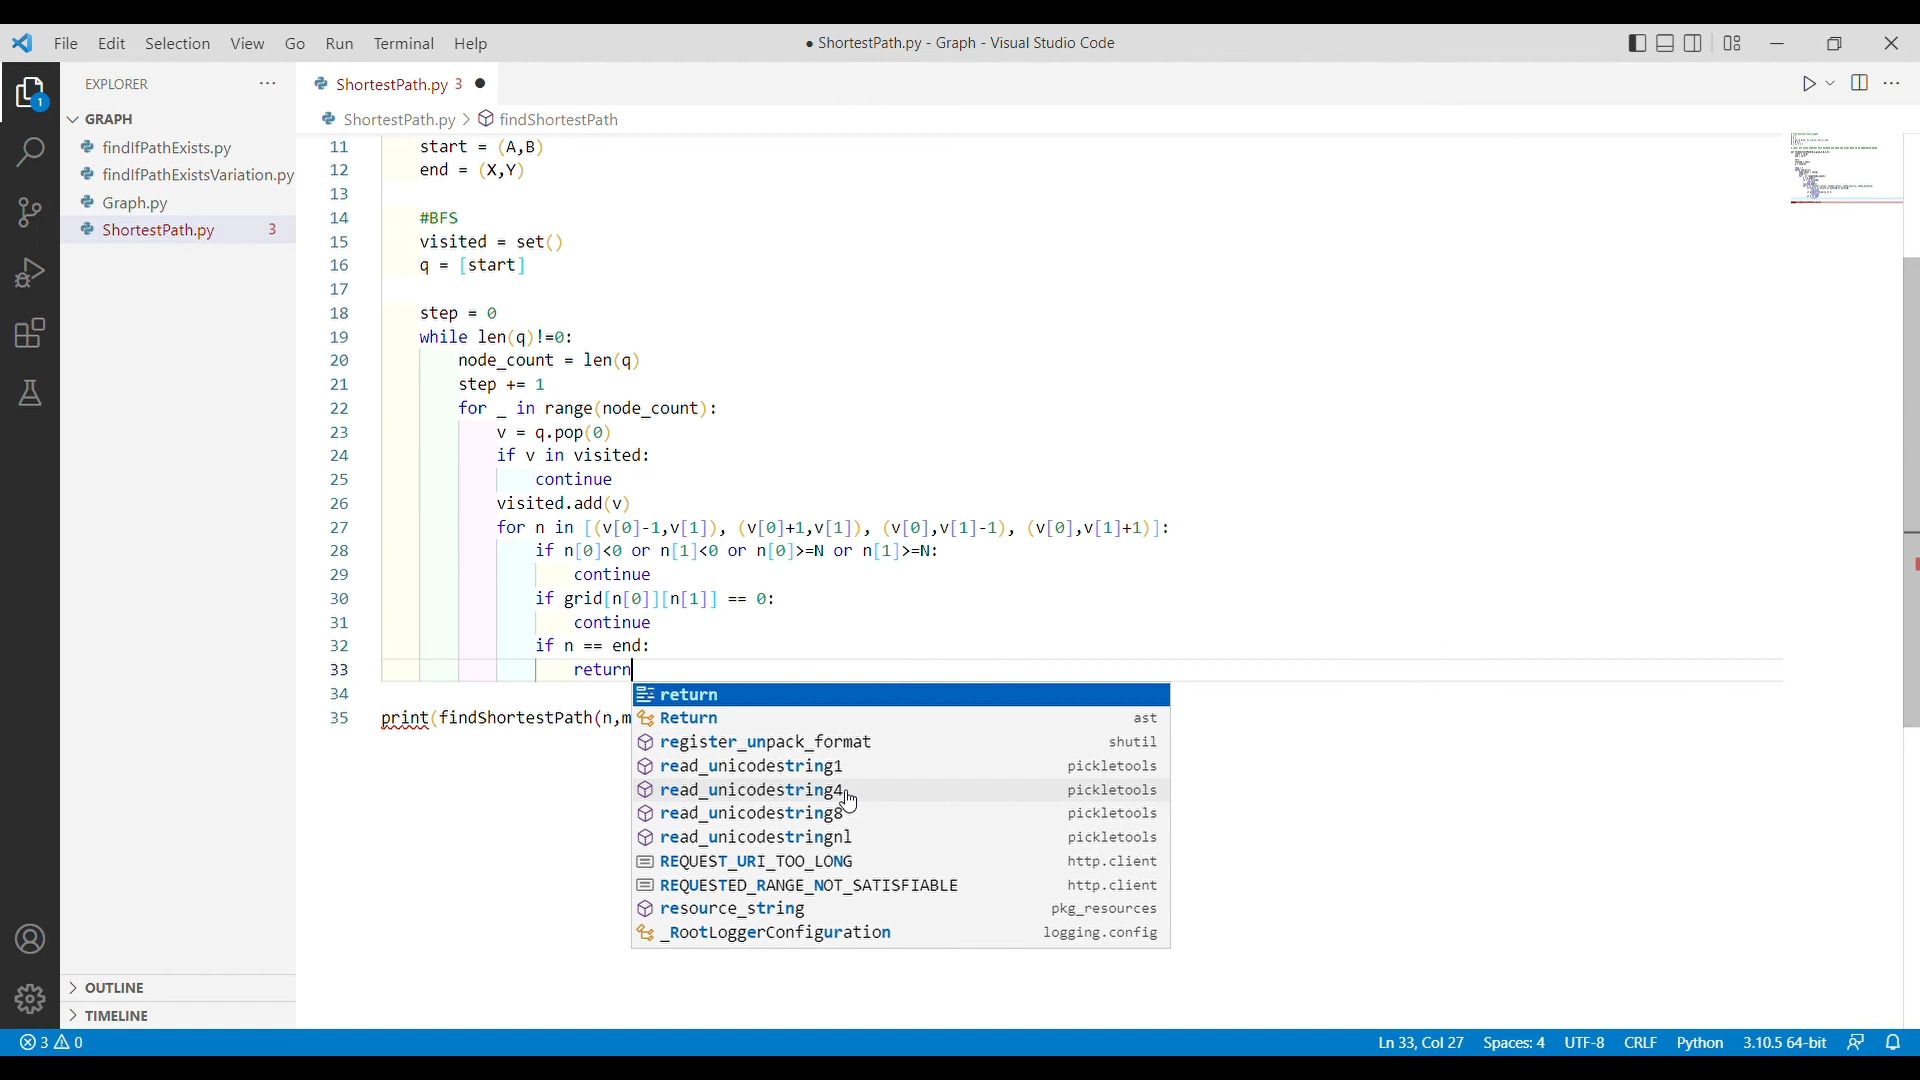 File Edit Selection View Go Run Terminal Help
● ShortestPath.py - Graph - Visual Studio Code
EXPLORER
GRAPH
findIfPathExists.py
findIfPathExistsVariation.py
Graph.py
ShortestPath.py 3
OUTLINE
TIMELINE
1
ShortestPath.py 3 ●
ShortestPath.py > findShortestPath
11 start = (A,B)
12 end = (X,Y)
13
14 #BFS
15 visited = set()
16 q = [start]
17
18 step = 0
19 while len(q)!=0:
20 node_count = len(q)
21 step += 1
22 for _ in range(node_count):
23 v = q.pop(0)
24 if v in visited:
25 continue
26 visited.add(v)
27 for n in [(v[0]-1,v[1]), (v[0]+1,v[1]), (v[0],v[1]-1), (v[0],v[1]+1)]:
28 if n[0]<0 or n[1]<0 or n[0]>=N or n[1]>=N:
29 continue
30 if grid[n[0]][n[1]] == 0:
31 continue
32 if n == end:
33 return
34
35 print(findShortestPath(n,m
return
Return ast
register_unpack_format shutil
read_unicodestring1 pickletools
read_unicodestring4 pickletools
read_unicodestring8 pickletools
read_unicodestringnl pickletools
REQUEST_URI_TOO_LONG http.client
REQUESTED_RANGE_NOT_SATISFIABLE http.client
resource_string pkg_resources
_RootLoggerConfiguration logging.config
3 0
Ln 33, Col 27 Spaces: 4 UTF-8 CRLF Python 3.10.5 64-bit